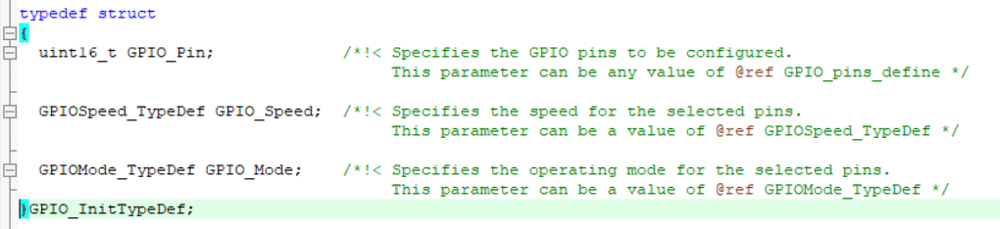 typedef struct
{
uint16_t GPIO_Pin; /*!< Specifies the GPIO pins to be configured.
This parameter can be any value of @ref GPIO_pins_define */
GPIOSpeed_TypeDef GPIO_Speed; /*!< Specifies the speed for the selected pins.
This parameter can be a value of @ref GPIOSpeed_TypeDef */
GPIOMode_TypeDef GPIO_Mode; /*!< Specifies the operating mode for the selected pins.
This parameter can be a value of @ref GPIOMode_TypeDef */
}GPIO_InitTypeDef;